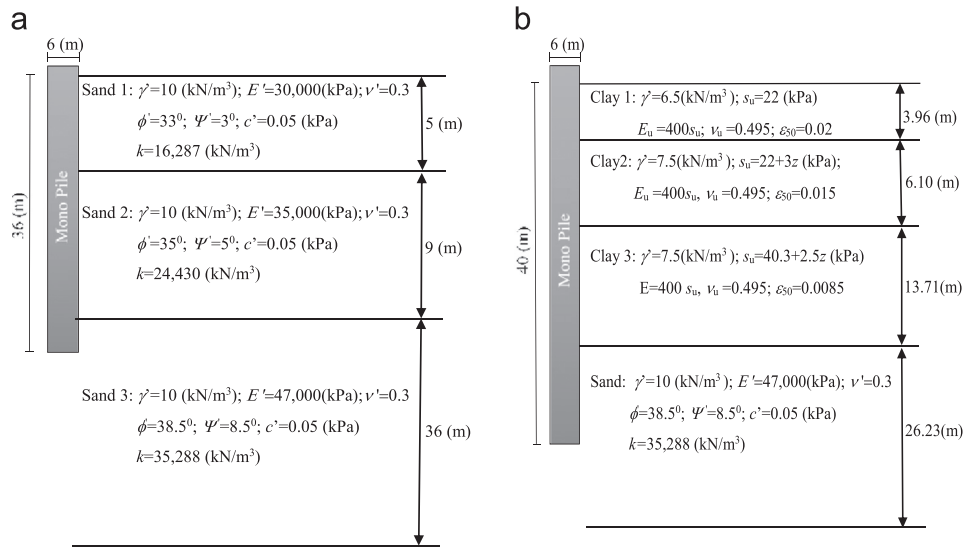 a
6 (m)
36 (m)
Mono Pile
Sand 1: γ'=10 (kN/m³); E'=30,000(kPa); ν'=0.3
ϕ'=33⁰; Ψ'=3⁰; c'=0.05 (kPa)
k=16,287 (kN/m³)
5 (m)
Sand 2: γ'=10 (kN/m³); E'=35,000(kPa); ν'=0.3
ϕ'=35⁰; Ψ'=5⁰; c'=0.05 (kPa)
k=24,430 (kN/m³)
9 (m)
Sand 3: γ'=10 (kN/m³); E'=47,000(kPa); ν'=0.3
ϕ'=38.5⁰; Ψ'=8.5⁰; c'=0.05 (kPa)
k=35,288 (kN/m³)
36 (m)
b
6 (m)
40 (m)
Mono Pile
Clay 1: γ'=6.5(kN/m³); sᵤ=22 (kPa)
Eᵤ =400sᵤ; νᵤ =0.495; ε₅₀=0.02
3.96 (m)
Clay2: γ'=7.5(kN/m³); sᵤ=22+3z (kPa);
Eᵤ =400sᵤ, νᵤ =0.495; ε₅₀=0.015
6.10 (m)
Clay 3: γ'=7.5(kN/m³); sᵤ=40.3+2.5z (kPa)
E=400 sᵤ, νᵤ =0.495; ε₅₀=0.0085
13.71(m)
Sand: γ'=10 (kN/m³); E'=47,000(kPa); ν'=0.3
ϕ'=38.5⁰; Ψ'=8.5⁰; c'=0.05 (kPa)
k=35,288 (kN/m³)
26.23(m)